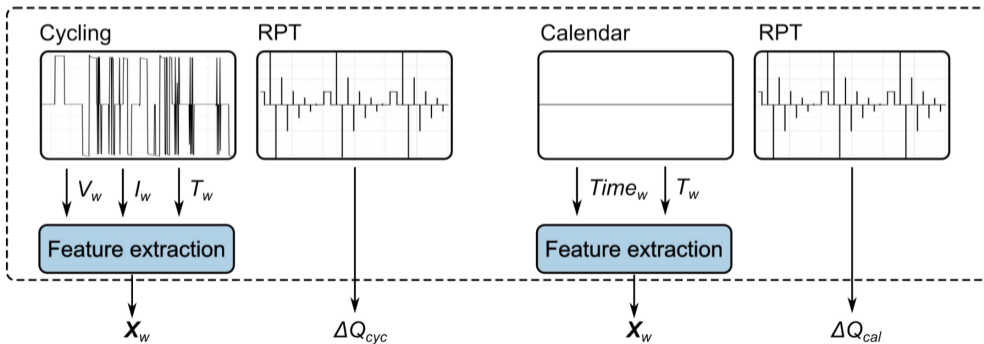 Cycling
RPT
Calendar
RPT
V_w
I_w
T_w
Time_w
T_w
Feature extraction
Feature extraction
X_w
ΔQ_cyc
X_w
ΔQ_cal